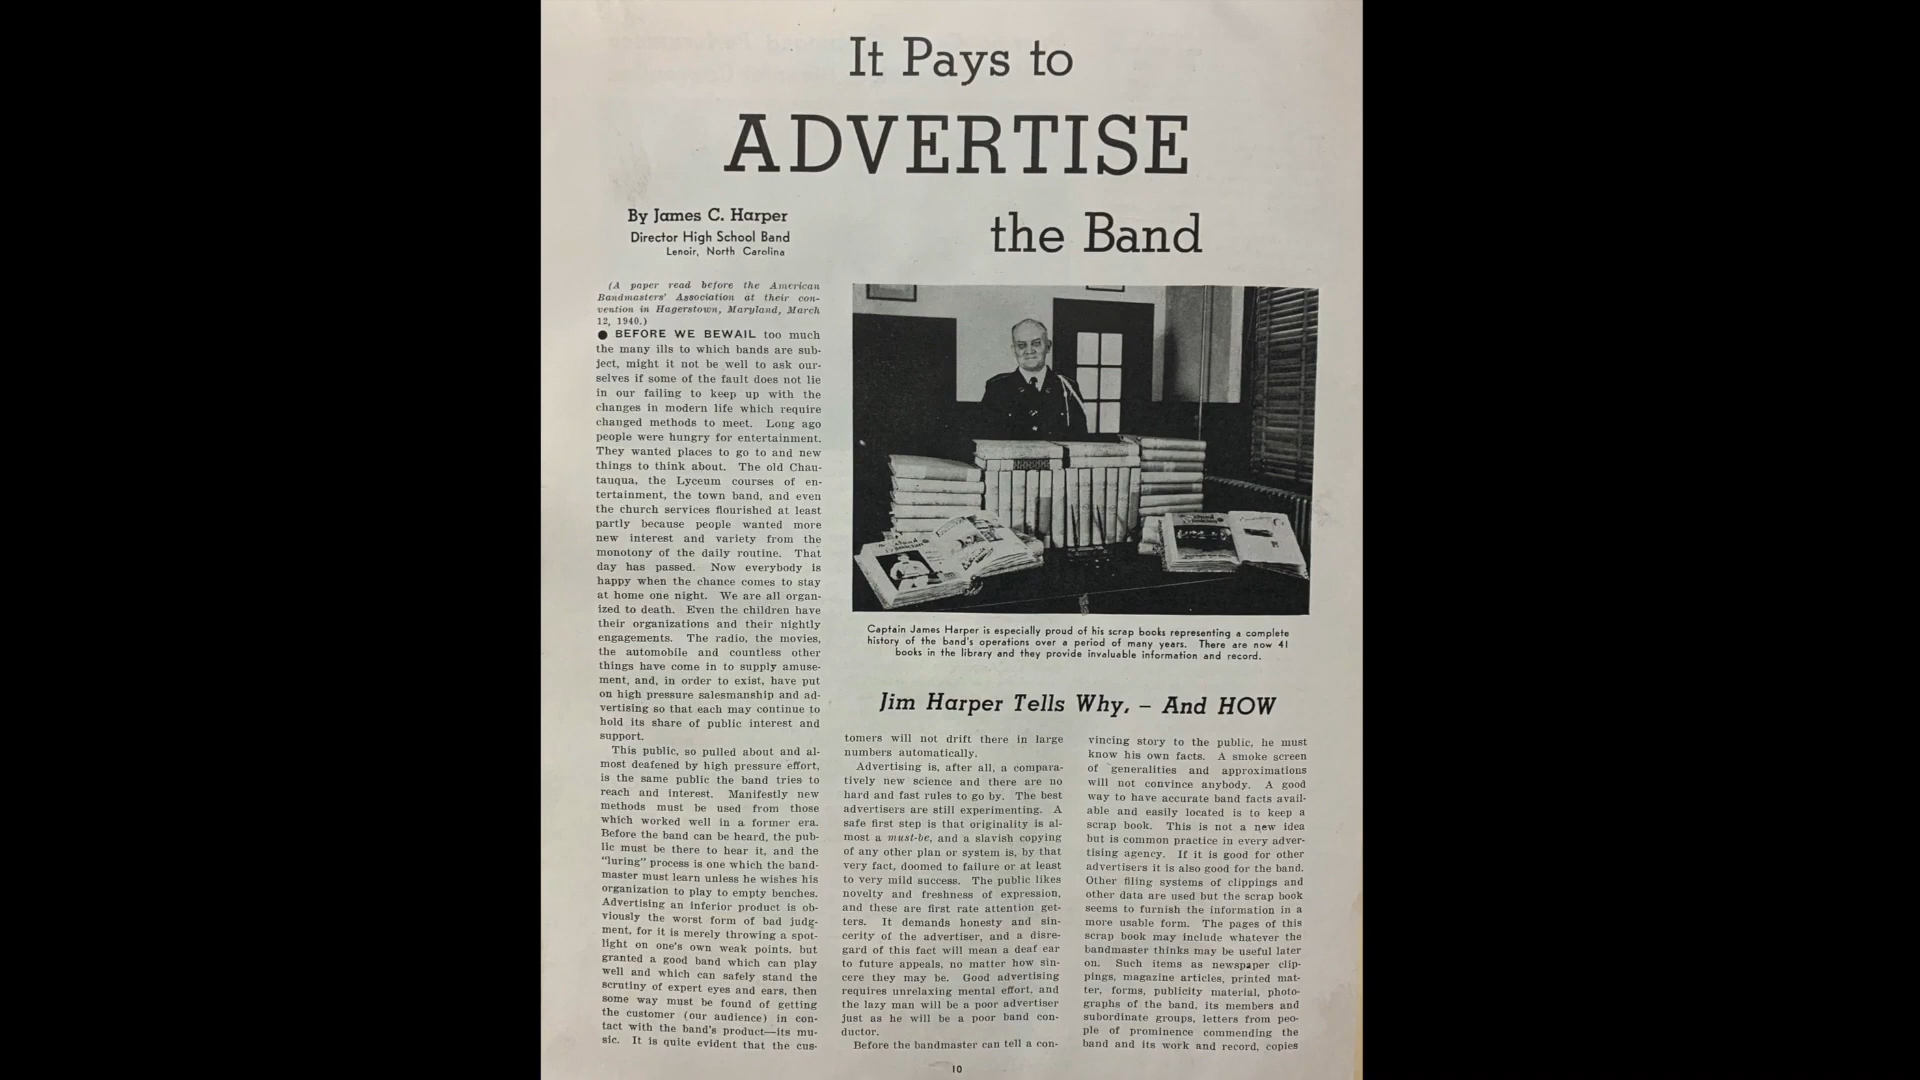 It Pays to
ADVERTISE
the Band
By James C. Harper
Director High School Band
Lenoir, North Carolina
(A paper read before the American
Bandmasters' Association at their con-
vention in Hagerstown, Maryland, March
12, 1940.)
● BEFORE WE BEWAIL too much
the many ills to which bands are sub-
ject, might it not be well to ask our-
selves if some of the fault does not lie
in our failing to keep up with the
changes in modern life which require
changed methods to meet. Long ago
people were hungry for entertainment.
They wanted places to go to and new
things to think about. The old Chau-
tauqua, the Lyceum courses of en-
tertainment, the town band, and even
the church services flourished at least
partly because people wanted more
new interest and variety from the
monotony of the daily routine. That
day has passed. Now everybody is
happy when the chance comes to stay
at home one night. We are all organ-
ized to death. Even the children have
their organizations and their nightly
engagements. The radio, the movies,
the automobile and countless other
things have come in to supply amuse-
ment, and, in order to exist, have put
on high pressure salesmanship and ad-
vertising so that each may continue to
hold its share of public interest and
support.
This public, so pulled about and al-
most deafened by high pressure effort,
is the same public the band tries to
reach and interest. Manifestly new
methods must be used from those
which worked well in a former era.
Before the band can be heard, the pub-
lic must be there to hear it, and the
"luring" process is one which the band-
master must learn unless he wishes his
organization to play to empty benches.
Advertising an inferior product is ob-
viously the worst form of bad judg-
ment, for it is merely throwing a spot-
light on one's own weak points, but
granted a good band which can play
well and which can safely stand the
scrutiny of expert eyes and ears, then
some way must be found of getting
the customer (our audience) in con-
tact with the band's product—its mu-
sic. It is quite evident that the cus-
Captain James Harper is especially proud of his scrap books representing a complete
history of the band's operations over a period of many years. There are now 41
books in the library and they provide invaluable information and record.
Jim Harper Tells Why, – And HOW
tomers will not drift there in large
numbers automatically.
Advertising is, after all, a compara-
tively new science and there are no
hard and fast rules to go by. The best
advertisers are still experimenting. A
safe first step is that originality is al-
most a must-be, and a slavish copying
of any other plan or system is, by that
very fact, doomed to failure or at least
to very mild success. The public likes
novelty and freshness of expression,
and these are first rate attention get-
ters. It demands honesty and sin-
cerity of the advertiser, and a disre-
gard of this fact will mean a deaf ear
to future appeals, no matter how sin-
cere they may be. Good advertising
requires unrelaxing mental effort, and
the lazy man will be a poor advertiser
just as he will be a poor band con-
ductor.
Before the bandmaster can tell a con-
vincing story to the public, he must
know his own facts. A smoke screen
of generalities and approximations
will not convince anybody. A good
way to have accurate band facts avail-
able and easily located is to keep a
scrap book. This is not a new idea
but is common practice in every adver-
tising agency. If it is good for other
advertisers it is also good for the band.
Other filing systems of clippings and
other data are used but the scrap book
seems to furnish the information in a
more usable form. The pages of this
scrap book may include whatever the
bandmaster thinks may be useful later
on. Such items as newspaper clip-
pings, magazine articles, printed mat-
ter, forms, publicity material, photo-
graphs of the band, its members and
subordinate groups, letters from peo-
ple of prominence commending the
band and its work and record, copies
10